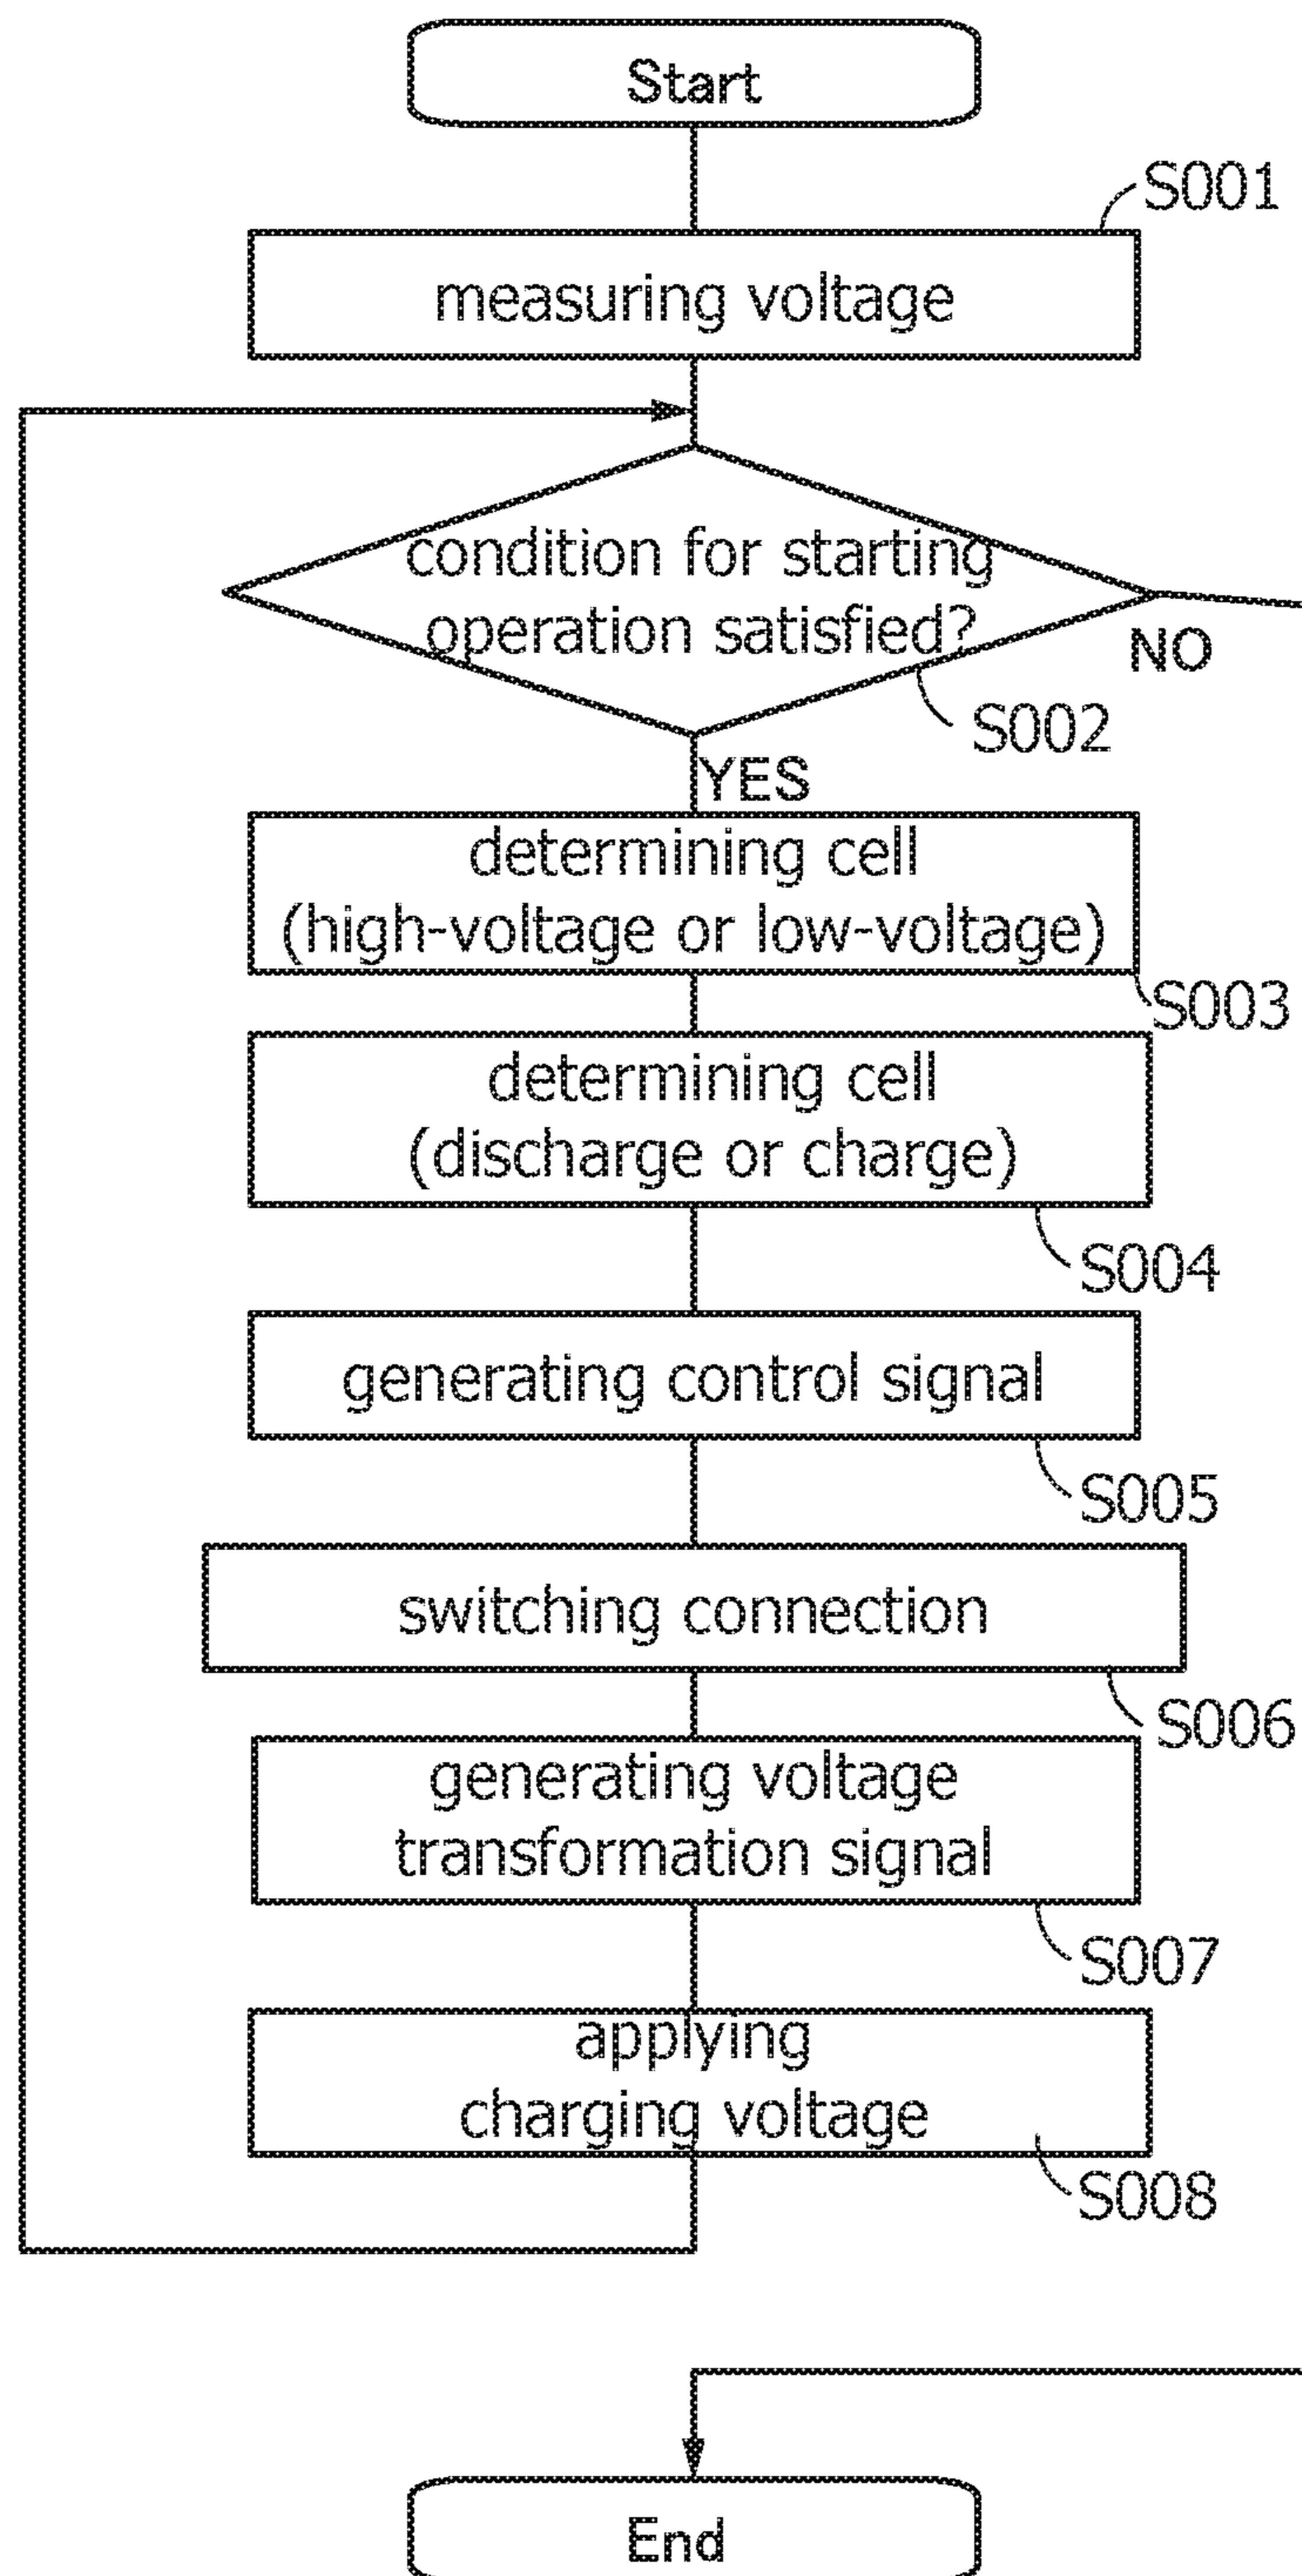 Start
S001
measuring voltage
condition for starting
operation satisfied?
NO
S002
YES
determining cell
(high-voltage or low-voltage)
S003
determining cell
(discharge or charge)
S004
generating control signal
S005
switching connection
S006
generating voltage
transformation signal
S007
applying
charging voltage
S008
End